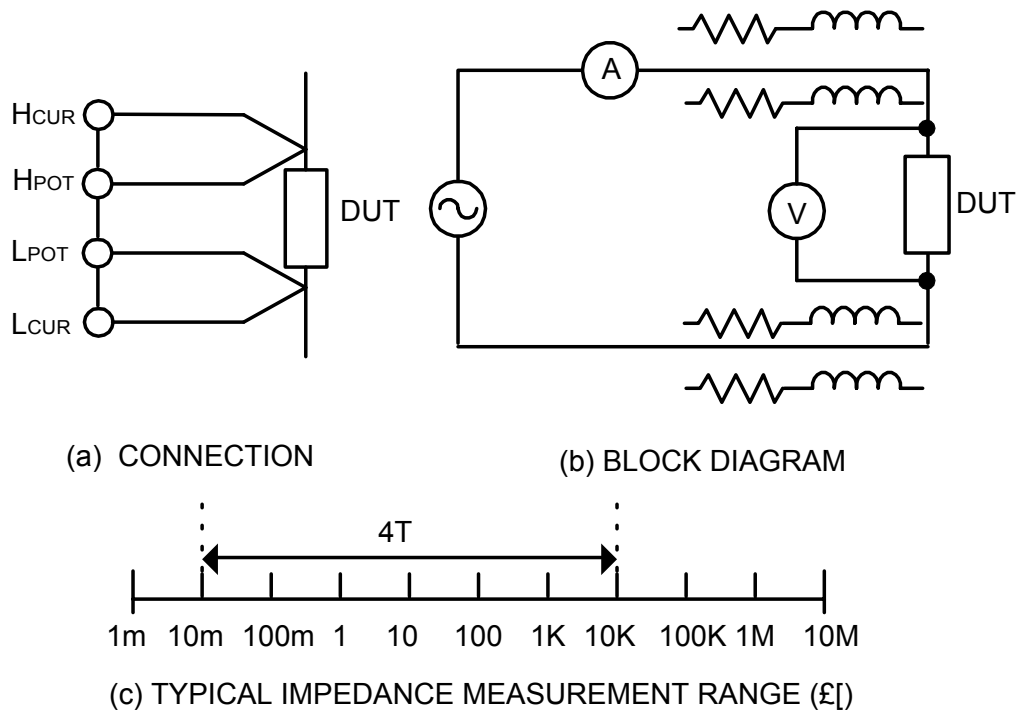 HCUR
HPOT
LPOT
LCUR
DUT
A
V
DUT
(a) CONNECTION
(b) BLOCK DIAGRAM
4T
1m 10m 100m 1 10 100 1K 10K 100K 1M 10M
(c) TYPICAL IMPEDANCE MEASUREMENT RANGE (£[)